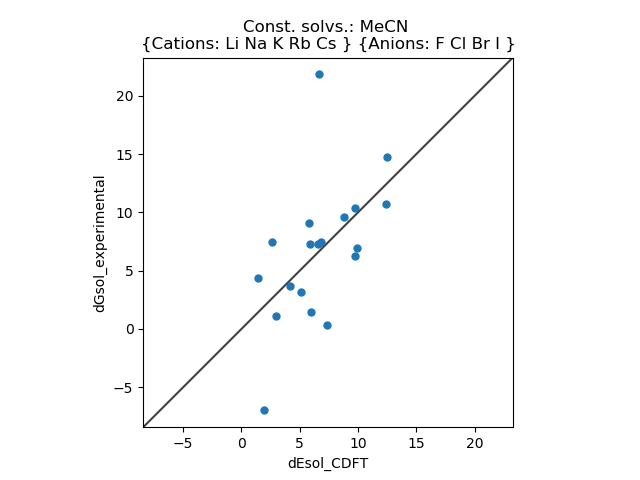 Const. solvs.: MeCN
{Cations: Li Na K Rb Cs } {Anions: F Cl Br I }
20
15
10
5
0
−5
dGsol_experimental
−5 0 5 10 15 20
dEsol_CDFT